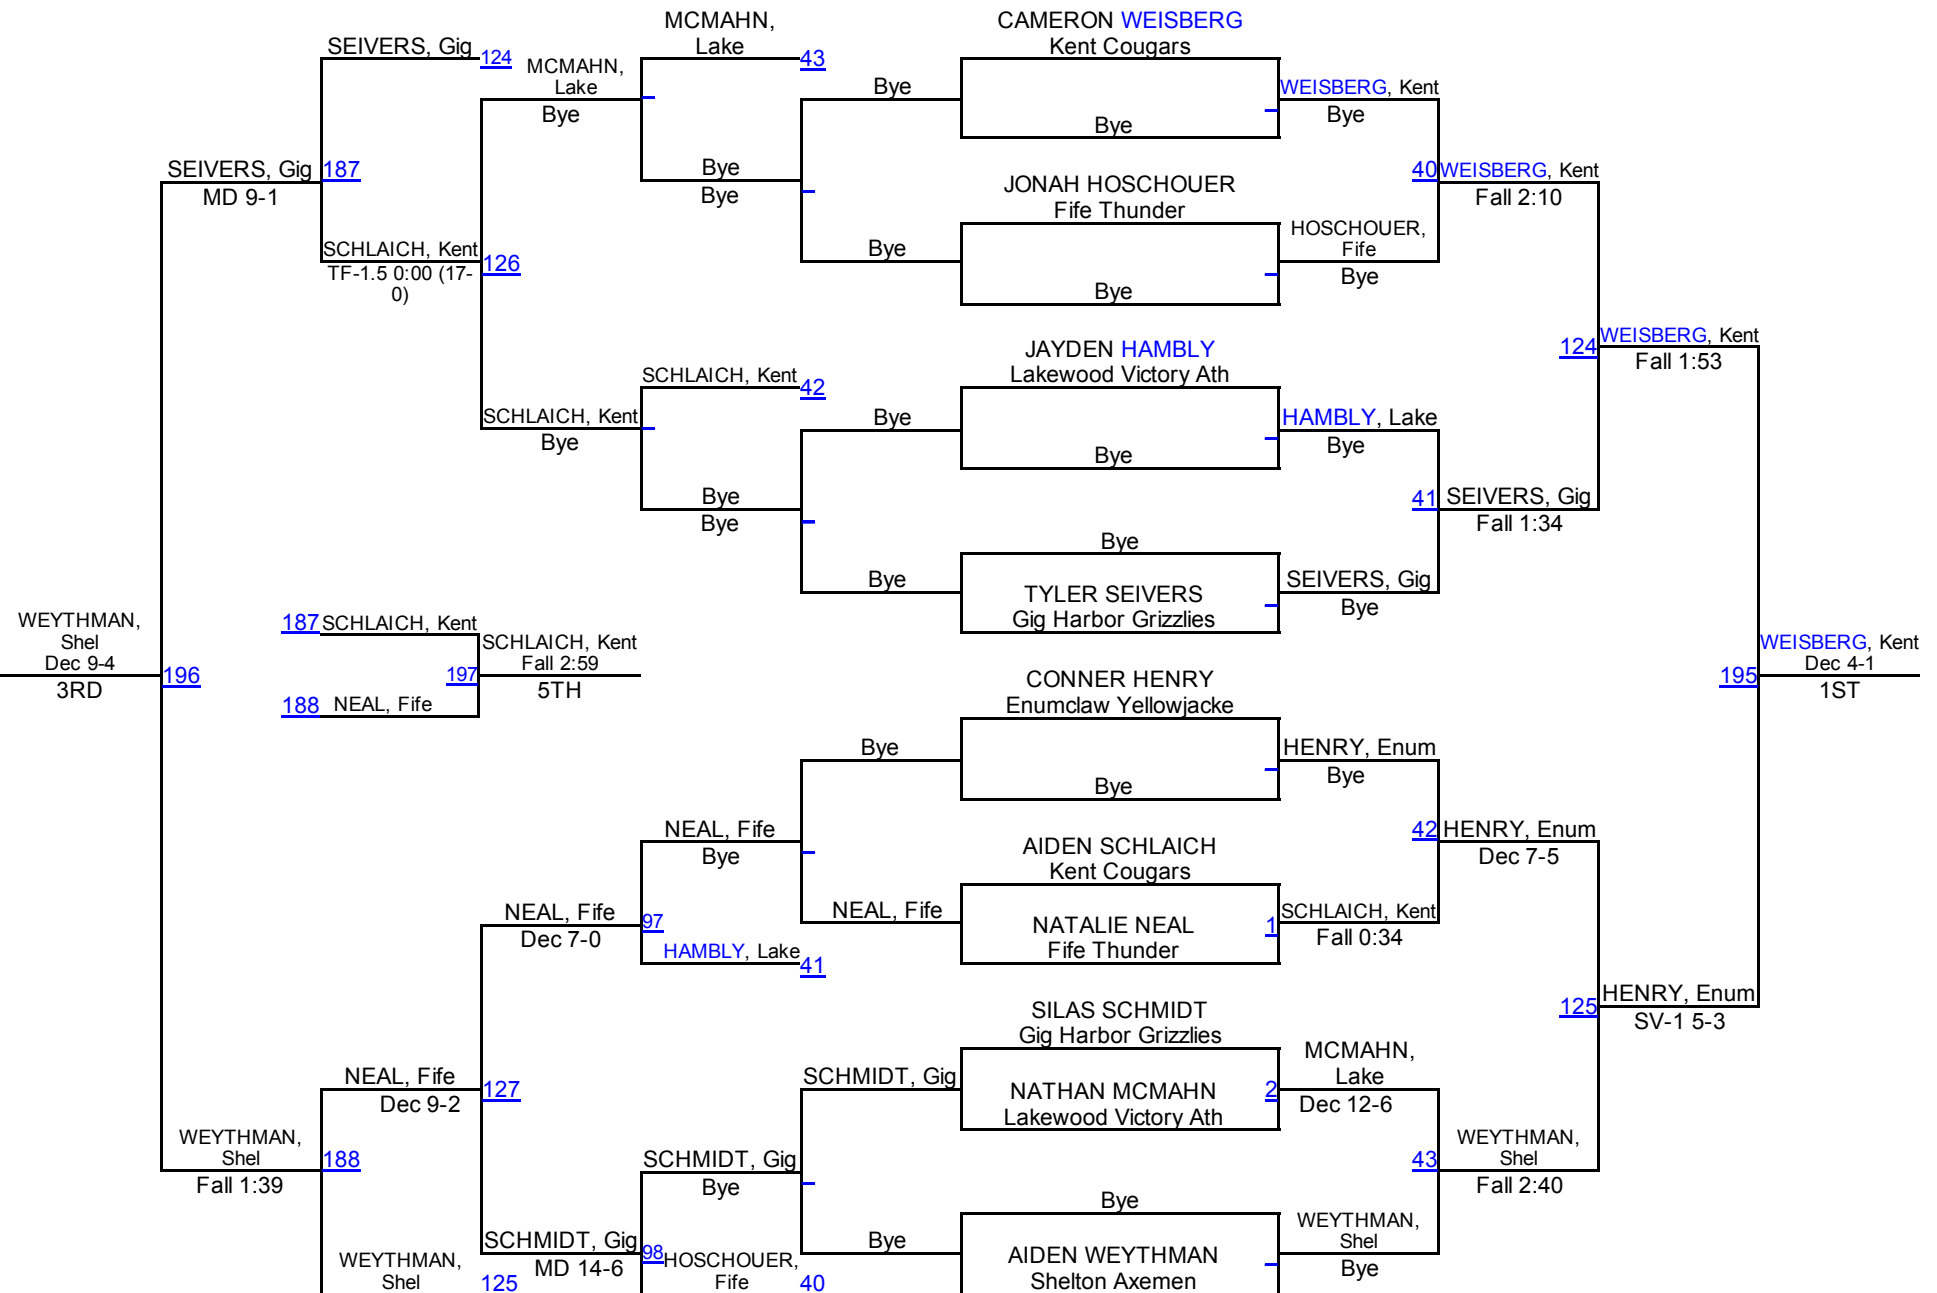 MCMAHN,
Lake
43
CAMERON WEISBERG
Kent Cougars
SEIVERS, Gig
124
MCMAHN,
Lake
Bye
Bye
WEISBERG, Kent
Bye
Bye
SEIVERS, Gig
187
MD 9-1
Bye
Bye
JONAH HOSCHOUER
Fife Thunder
40
WEISBERG, Kent
Fall 2:10
SCHLAICH, Kent
TF-1.5 0:00 (17-
0)
126
Bye
HOSCHOUER,
Fife
Bye
Bye
JAYDEN HAMBLY
Lakewood Victory Ath
124
WEISBERG, Kent
Fall 1:53
SCHLAICH, Kent
42
SCHLAICH, Kent
Bye
Bye
HAMBLY, Lake
Bye
Bye
Bye
Bye
41
SEIVERS, Gig
Fall 1:34
Bye
Bye
TYLER SEIVERS
Gig Harbor Grizzlies
SEIVERS, Gig
Bye
WEYTHMAN,
Shel
Dec 9-4
3RD
196
187
SCHLAICH, Kent
SCHLAICH, Kent
Fall 2:59
197
5TH
188
NEAL, Fife
WEISBERG, Kent
Dec 4-1
195
1ST
CONNER HENRY
Enumclaw Yellowjacke
Bye
HENRY, Enum
Bye
Bye
NEAL, Fife
Bye
AIDEN SCHLAICH
Kent Cougars
42
HENRY, Enum
Dec 7-5
NEAL, Fife
97
Dec 7-0
NEAL, Fife
NATALIE NEAL
Fife Thunder
1
SCHLAICH, Kent
Fall 0:34
HAMBLY, Lake
41
SILAS SCHMIDT
Gig Harbor Grizzlies
125
HENRY, Enum
SV-1 5-3
NEAL, Fife
Dec 9-2
127
SCHMIDT, Gig
NATHAN MCMAHN
Lakewood Victory Ath
2
MCMAHN,
Lake
Dec 12-6
WEYTHMAN,
Shel
188
Fall 1:39
SCHMIDT, Gig
Bye
43
WEYTHMAN,
Shel
Fall 2:40
Bye
WEYTHMAN,
Shel
125
SCHMIDT, Gig
98
MD 14-6
HOSCHOUER,
Fife
40
Bye
AIDEN WEYTHMAN
Shelton Axemen
WEYTHMAN,
Shel
Bye